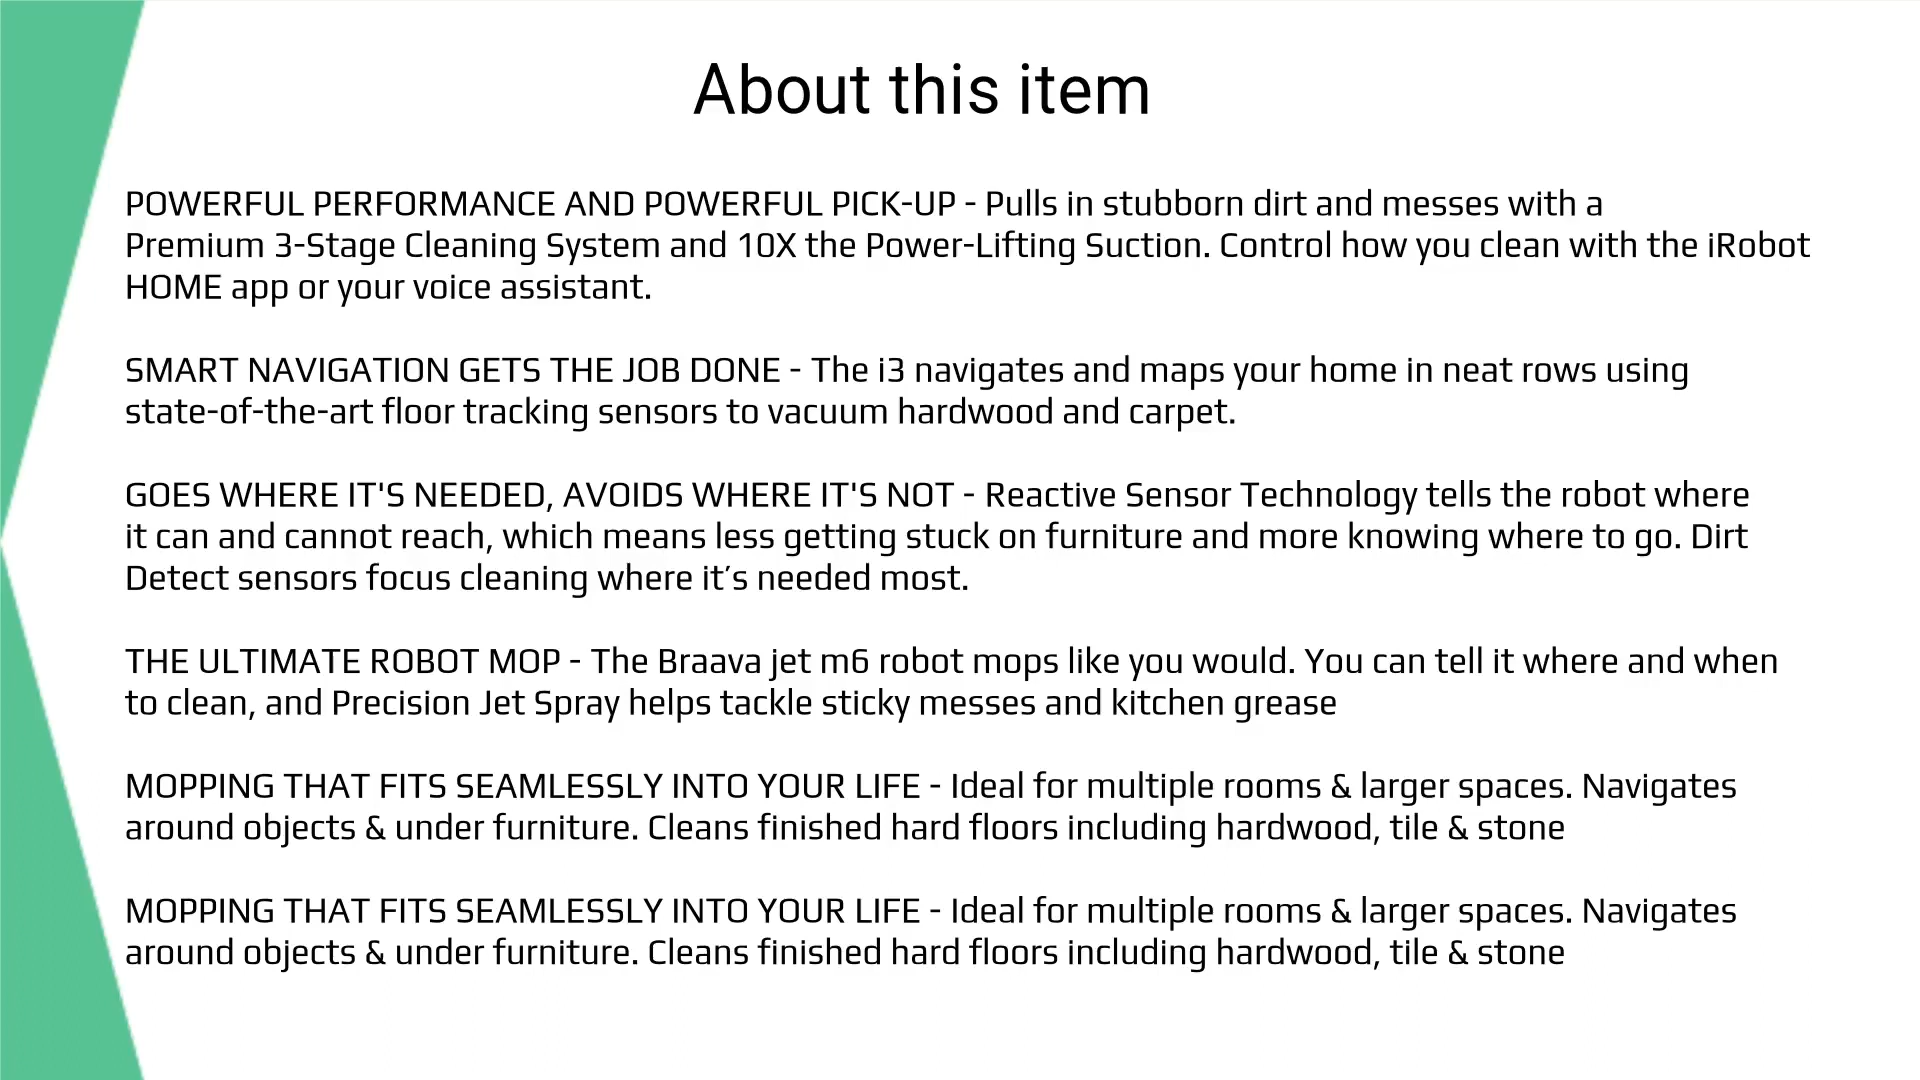 About this item
POWERFUL PERFORMANCE AND POWERFUL PICK-UP - Pulls in stubborn dirt and messes with a
Premium 3-Stage Cleaning System and 10X the Power-Lifting Suction. Control how you clean with the iRobot
HOME app or your voice assistant.
SMART NAVIGATION GETS THE JOB DONE - The i3 navigates and maps your home in neat rows using
state-of-the-art floor tracking sensors to vacuum hardwood and carpet.
GOES WHERE IT'S NEEDED, AVOIDS WHERE IT'S NOT - Reactive Sensor Technology tells the robot where
it can and cannot reach, which means less getting stuck on furniture and more knowing where to go. Dirt
Detect sensors focus cleaning where it’s needed most.
THE ULTIMATE ROBOT MOP - The Braava jet m6 robot mops like you would. You can tell it where and when
to clean, and Precision Jet Spray helps tackle sticky messes and kitchen grease
MOPPING THAT FITS SEAMLESSLY INTO YOUR LIFE - Ideal for multiple rooms & larger spaces. Navigates
around objects & under furniture. Cleans finished hard floors including hardwood, tile & stone
MOPPING THAT FITS SEAMLESSLY INTO YOUR LIFE - Ideal for multiple rooms & larger spaces. Navigates
around objects & under furniture. Cleans finished hard floors including hardwood, tile & stone